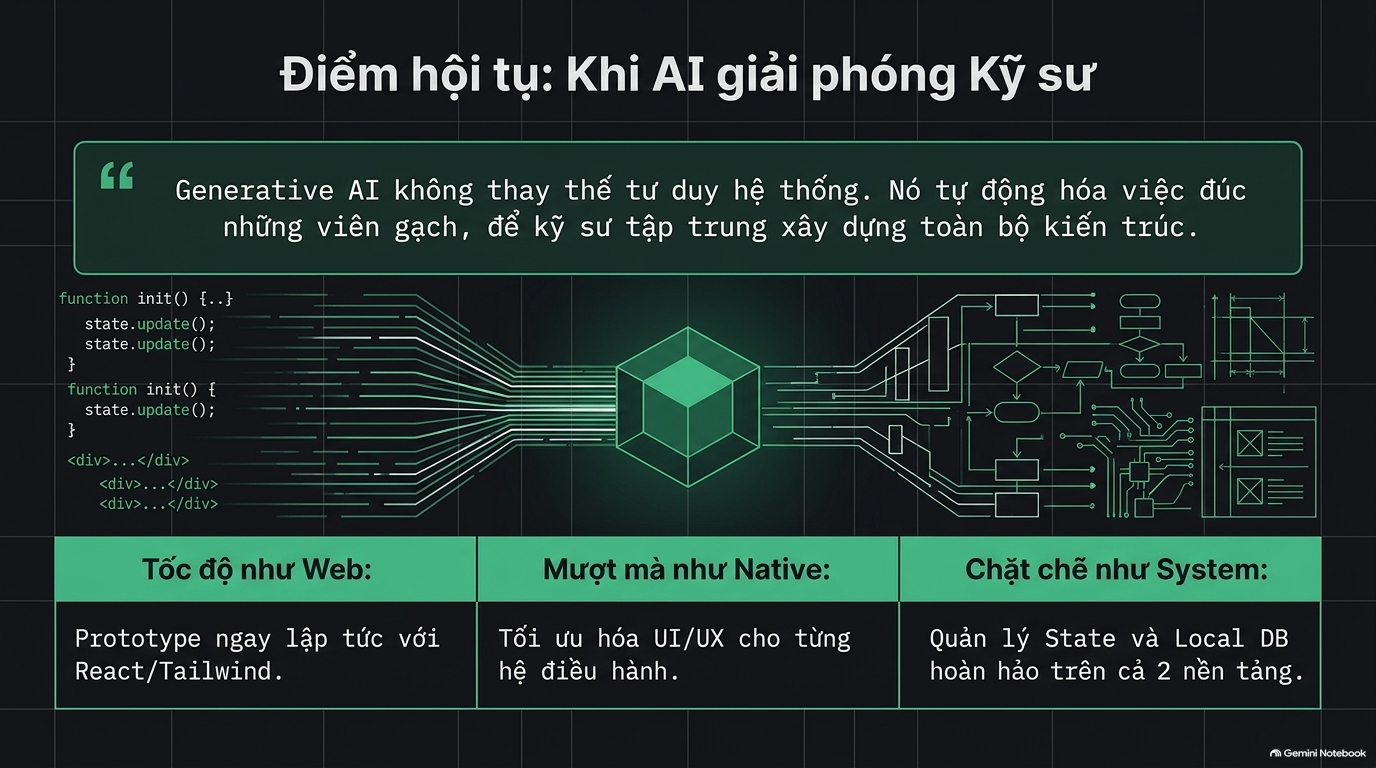 Điểm hội tụ: Khi AI giải phóng Kỹ sư
“
Generative AI không thay thế tư duy hệ thống. Nó tự động hóa việc đúc
những viên gạch, để kỹ sư tập trung xây dựng toàn bộ kiến trúc.
function init() {..}
state.update();
state.update();
}
function init() {
state.update();
}
<div>...</div>
<div>...</div>
<div>...</div>
Tốc độ như Web:
Prototype ngay lập tức với
React/Tailwind.
Mượt mà như Native:
Tối ưu hóa UI/UX cho từng
hệ điều hành.
Chặt chẽ như System:
Quản lý State và Local DB
hoàn hảo trên cả 2 nền tảng.
Gemini Notebook